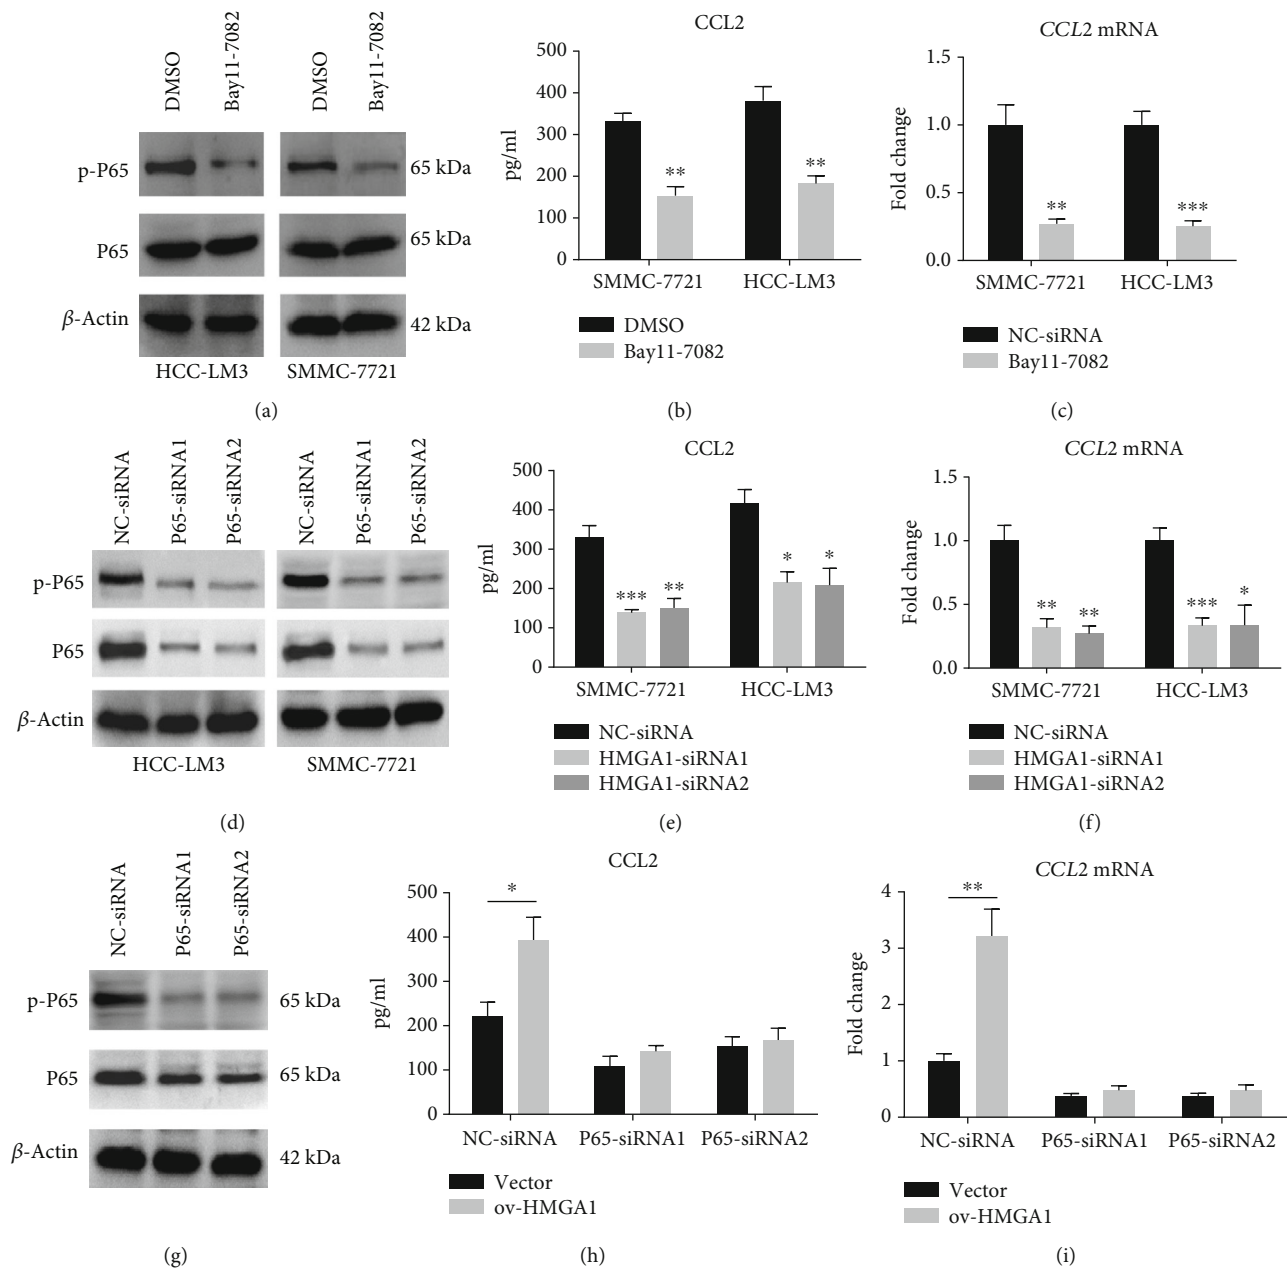 DMSO
Bay11-7082
DMSO
Bay11-7082
p-P65
65 kDa
P65
65 kDa
β-Actin
42 kDa
HCC-LM3
SMMC-7721
(a)
CCL2
500
400
300
200
100
0
pg/ml
**
**
SMMC-7721
HCC-LM3
DMSO
Bay11-7082
(b)
CCL2 mRNA
1.5
1.0
0.5
0.0
Fold change
**
***
SMMC-7721
HCC-LM3
NC-siRNA
Bay11-7082
(c)
NC-siRNA
P65-siRNA1
P65-siRNA2
NC-siRNA
P65-siRNA1
P65-siRNA2
p-P65
P65
β-Actin
HCC-LM3
SMMC-7721
(d)
CCL2
500
400
300
200
100
0
pg/ml
***
**
*
*
SMMC-7721
HCC-LM3
NC-siRNA
HMGA1-siRNA1
HMGA1-siRNA2
(e)
CCL2 mRNA
1.5
1.0
0.5
0.0
Fold change
**
**
***
*
SMMC-7721
HCC-LM3
NC-siRNA
HMGA1-siRNA1
HMGA1-siRNA2
(f)
NC-siRNA
P65-siRNA1
P65-siRNA2
p-P65
65 kDa
P65
65 kDa
β-Actin
42 kDa
(g)
CCL2
500
400
300
200
100
0
pg/ml
*
NC-siRNA
P65-siRNA1
P65-siRNA2
Vector
ov-HMGA1
(h)
CCL2 mRNA
4
3
2
1
0
Fold change
**
NC-siRNA
P65-siRNA1
P65-siRNA2
Vector
ov-HMGA1
(i)